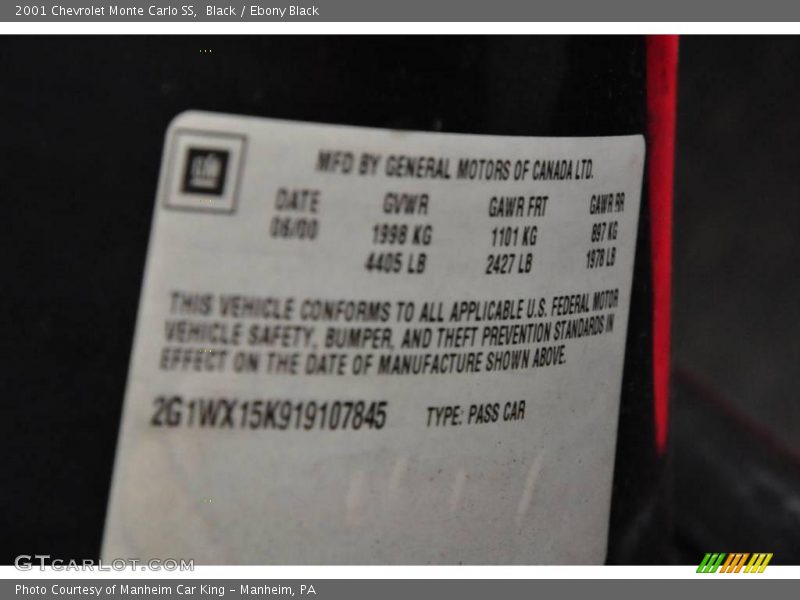 2001 Chevrolet Monte Carlo SS, Black / Ebony Black
GM
MFD BY GENERAL MOTORS OF CANADA LTD.
DATE GVWR GAWR FRT GAWR RR
06/00 1998 KG 1101 KG 897 KG
4405 LB 2427 LB 1978 LB
THIS VEHICLE CONFORMS TO ALL APPLICABLE U.S. FEDERAL MOTOR
VEHICLE SAFETY, BUMPER, AND THEFT PREVENTION STANDARDS IN
EFFECT ON THE DATE OF MANUFACTURE SHOWN ABOVE.
2G1WX15K919107845 TYPE: PASS CAR
GTCARLOT.COM
Photo Courtesy of Manheim Car King - Manheim, PA